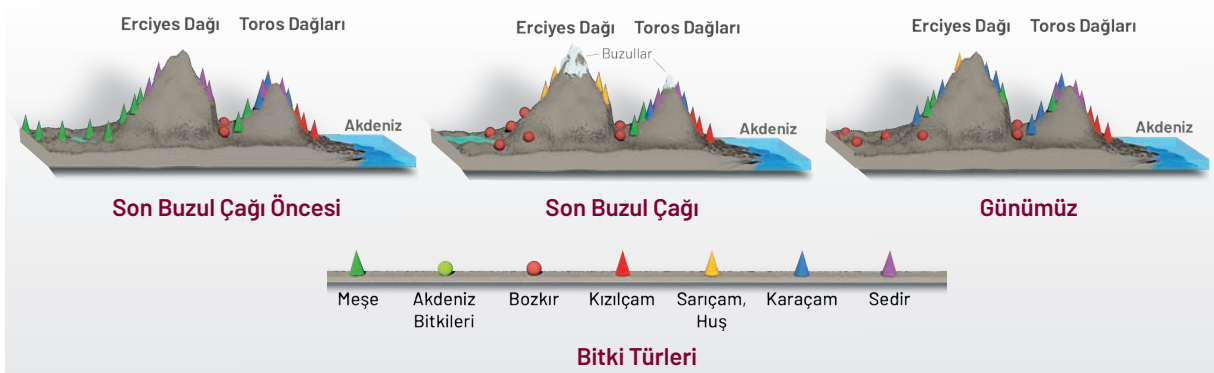 Erciyes Dağı Toros Dağları
Akdeniz
Son Buzul Çağı Öncesi
Erciyes Dağı Toros Dağları
Buzullar
Akdeniz
Son Buzul Çağı
Erciyes Dağı Toros Dağları
Akdeniz
Günümüz
Meşe
Akdeniz
Bitkileri
Bozkır
Kızılçam
Sarıçam,
Huş
Karaçam
Sedir
Bitki Türleri